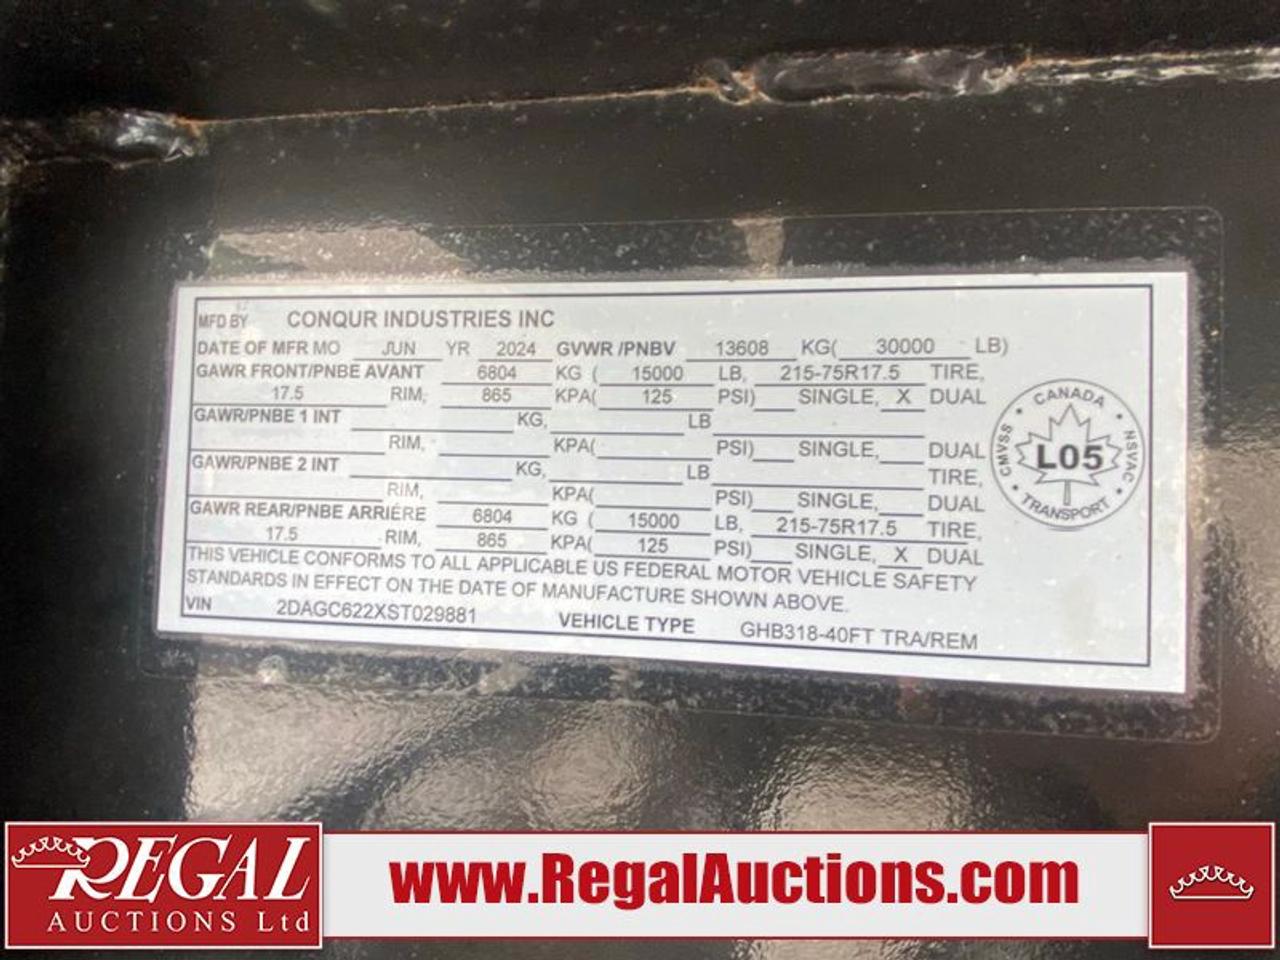 MFD BY CONQUR INDUSTRIES INC
DATE OF MFR MO JUN YR 2024 GVWR /PNBV 13608 KG( 30000 LB)
GAWR FRONT/PNBE AVANT 6804 KG ( 15000 LB, 215-75R17.5 TIRE,
17.5 RIM, 865 KPA( 125 PSI) SINGLE, X DUAL
GAWR/PNBE 1 INT KG, LB
RIM, KPA( PSI) SINGLE, DUAL
GAWR/PNBE 2 INT KG, LB TIRE,
RIM, KPA( PSI) SINGLE, DUAL
GAWR REAR/PNBE ARRIÉRE 6804 KG ( 15000 LB, 215-75R17.5 TIRE,
17.5 RIM, 865 KPA( 125 PSI) SINGLE, X DUAL
THIS VEHICLE CONFORMS TO ALL APPLICABLE US FEDERAL MOTOR VEHICLE SAFETY
STANDARDS IN EFFECT ON THE DATE OF MANUFACTURE SHOWN ABOVE.
VIN 2DAGC622XST029881 VEHICLE TYPE GHB318-40FT TRA/REM
CANADA
CMVSS
L05
NSVAC
TRANSPORT
REGAL
AUCTIONS Ltd
www.RegalAuctions.com